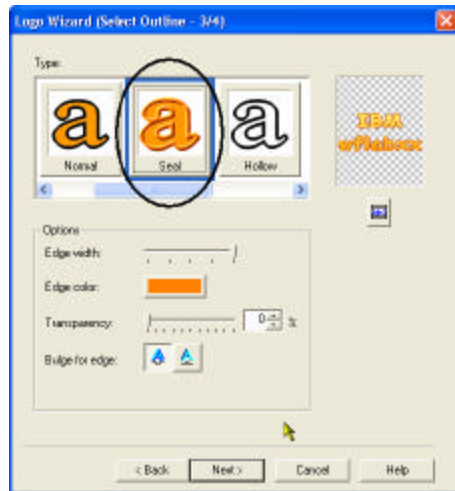 Logo Wizard (Select Outline - 3/4)
Type:
a a a
Normal Seal Hollow
IBM
Options
Edge width:
Edge color:
Transparency: 0 %
Bulge for edge:
< Back Next > Cancel Help